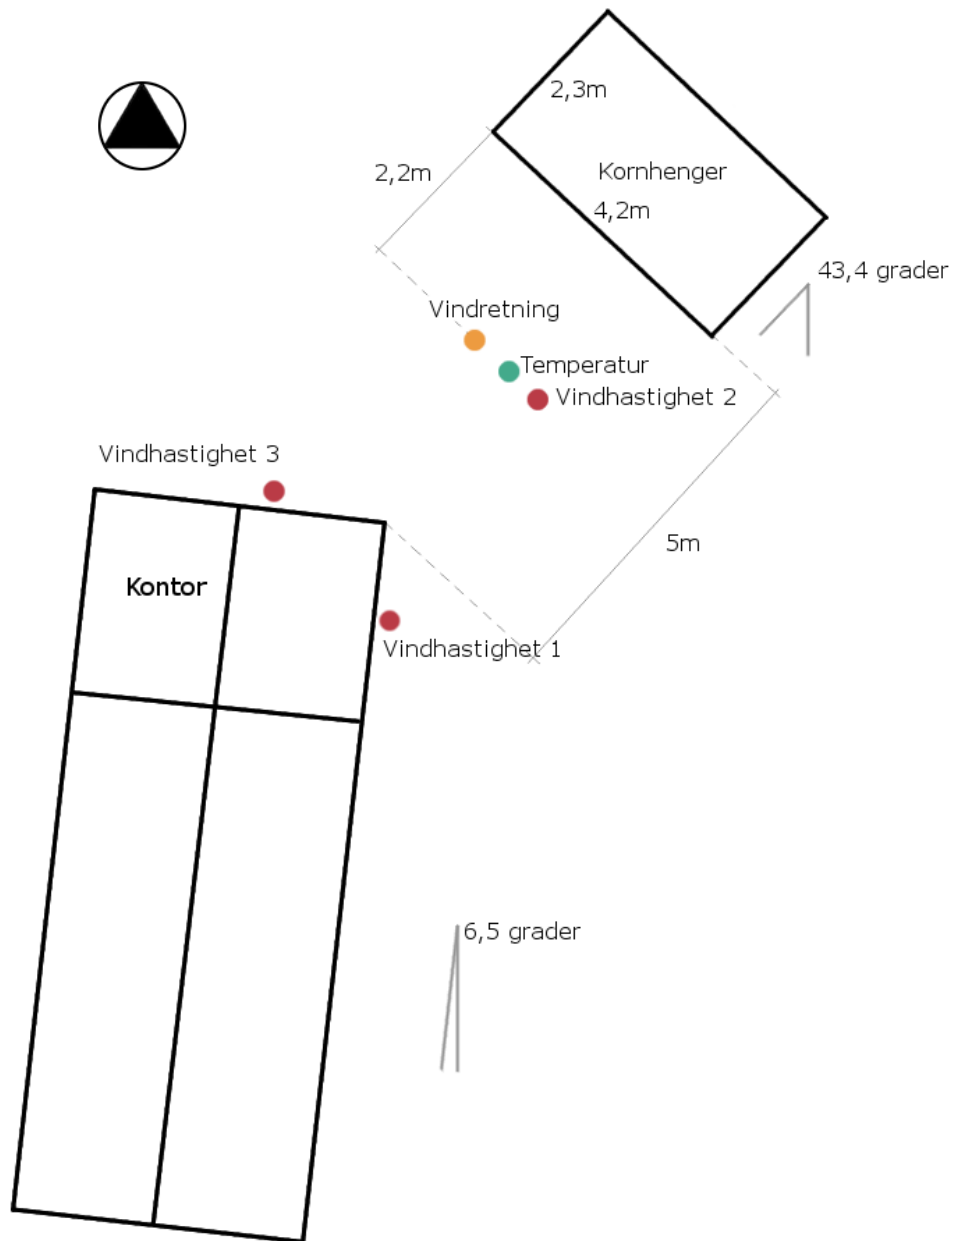 2,3m
2,2m
Kornhenger
4,2m
43,4 grader
Vindretning
Temperatur
Vindhastighet 2
Vindhastighet 3
5m
Kontor
Vindhastighet 1
6,5 grader